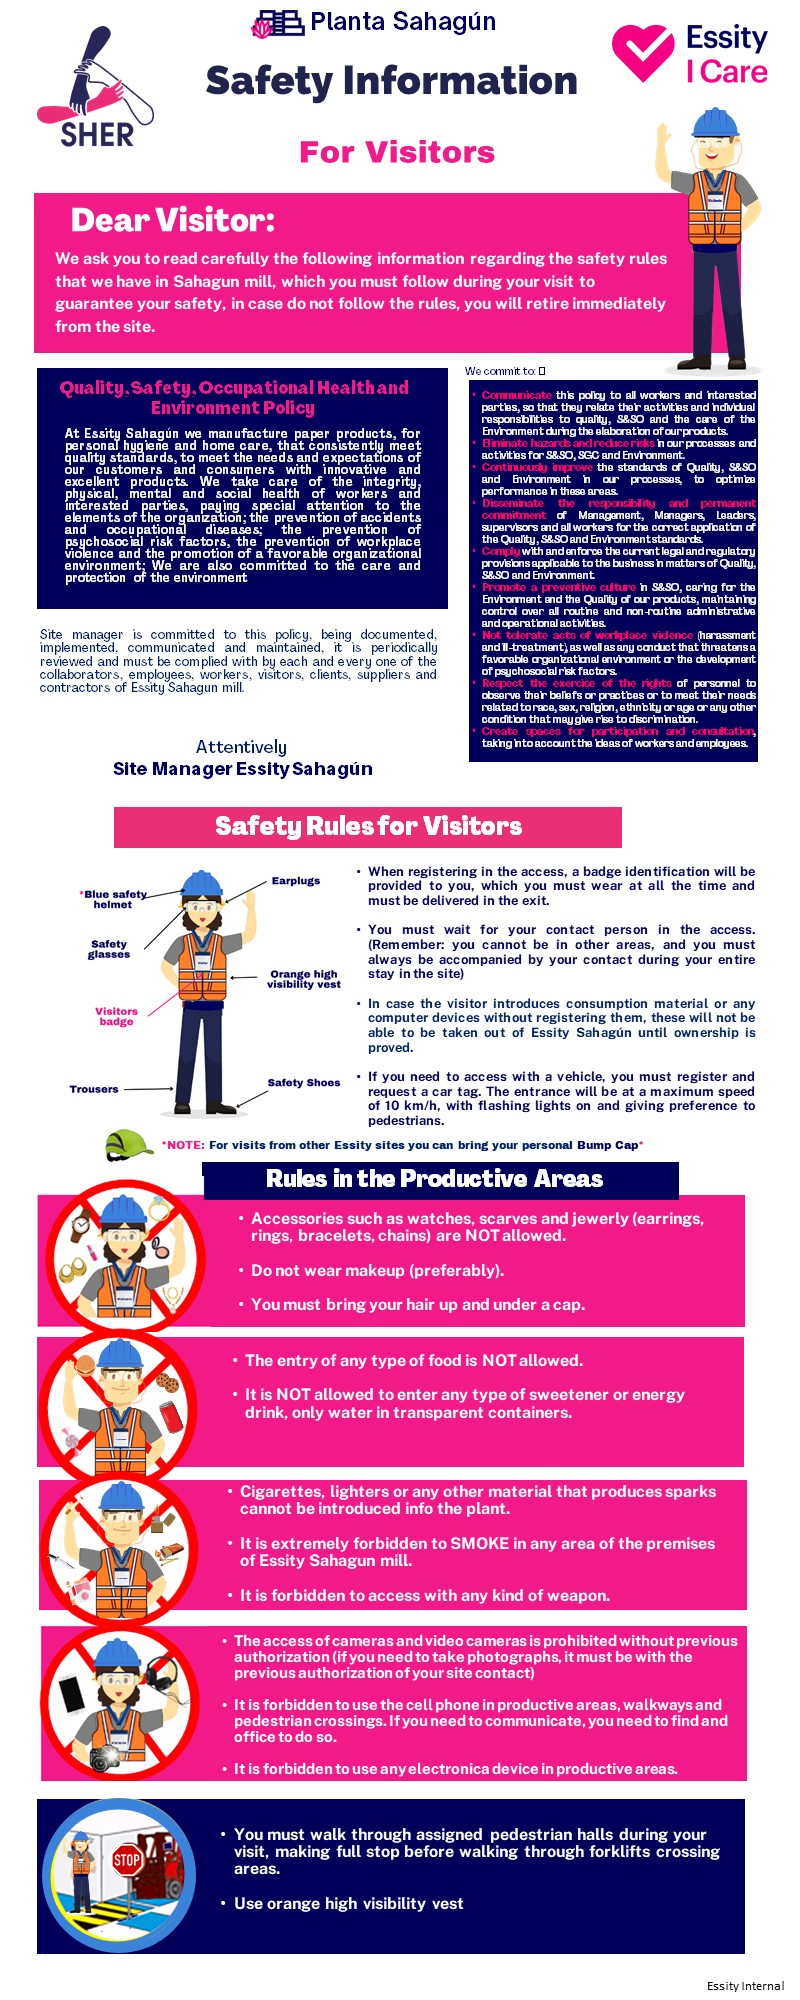 Planta Sahagún
Essity
I Care
Safety Information
SHER
For Visitors
Dear Visitor:
We ask you to read carefully the following information regarding the safety rules
that we have in Sahagun mill, which you must follow during your visit to
guarantee your safety, in case do not follow the rules, you will retire immediately
from the site.
Quality, Safety, Occupational Health and
Environment Policy
At Essity Sahagún we manufacture paper products, for
personal hygiene and home care, that consistently meet
quality standards, to meet the needs and expectations of
our customers and consumers with innovative and
excellent products. We take care of the integrity,
physical, mental and social health of workers and
interested parties, paying special attention to the
elements of the organization; the prevention of accidents
and occupational diseases; the prevention of
psychosocial risk factors, the prevention of workplace
violence and the promotion of a favorable organizational
environment; We are also committed to the care and
protection of the environment
Site manager is committed to this policy, being documented,
implemented, communicated and maintained, it is periodically
reviewed and must be complied with by each and every one of the
collaborators, employees, workers, visitors, clients, suppliers and
contractors of Essity Sahagun mill.
Attentively
Site Manager Essity Sahagún
We commit to:
• Communicate this policy to all workers and interested
parties, so that they relate their activities and individual
responsibilities to quality, S&SO and the care of the
Environment during the elaboration of our products.
• Eliminate hazards and reduce risks in our processes and
activities for S&SO, SGC and Environment.
• Continuously improve the standards of Quality, S&SO
and Environment in our processes, to optimize
performance in these areas.
• Disseminate the responsibility and permanent
commitment of Management, Managers, Leaders,
supervisors and all workers for the correct application of
the Quality, S&SO and Environment standards.
• Comply with and enforce the current legal and regulatory
provisions applicable to the business in matters of Quality,
S&SO and Environment.
• Promote a preventive culture in S&SO, caring for the
Environment and the Quality of our products, maintaining
control over all routine and non-routine administrative
and operational activities.
• Not tolerate acts of workplace violence (harassment
and ill-treatment), as well as any conduct that threatens a
favorable organizational environment or the development
of psychosocial risk factors.
• Respect the exercise of the rights of personnel to
observe their beliefs or practices or to meet their needs
related to race, sex, religion, ethnicity or age or any other
condition that may give rise to discrimination.
• Create spaces for participation and consultation,
taking into account the ideas of workers and employees.
Safety Rules for Visitors
*Blue safety
helmet
Earplugs
Safety
glasses
Orange high
visibility vest
Visitors
badge
Trousers
Safety Shoes
• When registering in the access, a badge identification will be
provided to you, which you must wear at all the time and
must be delivered in the exit.
• You must wait for your contact person in the access.
(Remember: you cannot be in other areas, and you must
always be accompanied by your contact during your entire
stay in the site)
• In case the visitor introduces consumption material or any
computer devices without registering them, these will not be
able to be taken out of Essity Sahagún until ownership is
proved.
• If you need to access with a vehicle, you must register and
request a car tag. The entrance will be at a maximum speed
of 10 km/h, with flashing lights on and giving preference to
pedestrians.
*NOTE: For visits from other Essity sites you can bring your personal Bump Cap*
Rules in the Productive Areas
• Accessories such as watches, scarves and jewerly (earrings,
rings, bracelets, chains) are NOT allowed.
• Do not wear makeup (preferably).
• You must bring your hair up and under a cap.
• The entry of any type of food is NOT allowed.
• It is NOT allowed to enter any type of sweetener or energy
drink, only water in transparent containers.
• Cigarettes, lighters or any other material that produces sparks
cannot be introduced info the plant.
• It is extremely forbidden to SMOKE in any area of the premises
of Essity Sahagun mill.
• It is forbidden to access with any kind of weapon.
• The access of cameras and video cameras is prohibited without previous
authorization (if you need to take photographs, it must be with the
previous authorization of your site contact)
• It is forbidden to use the cell phone in productive areas, walkways and
pedestrian crossings. If you need to communicate, you need to find and
office to do so.
• It is forbidden to use any electronica device in productive areas.
STOP
• You must walk through assigned pedestrian halls during your
visit, making full stop before walking through forklifts crossing
areas.
• Use orange high visibility vest
Essity Internal